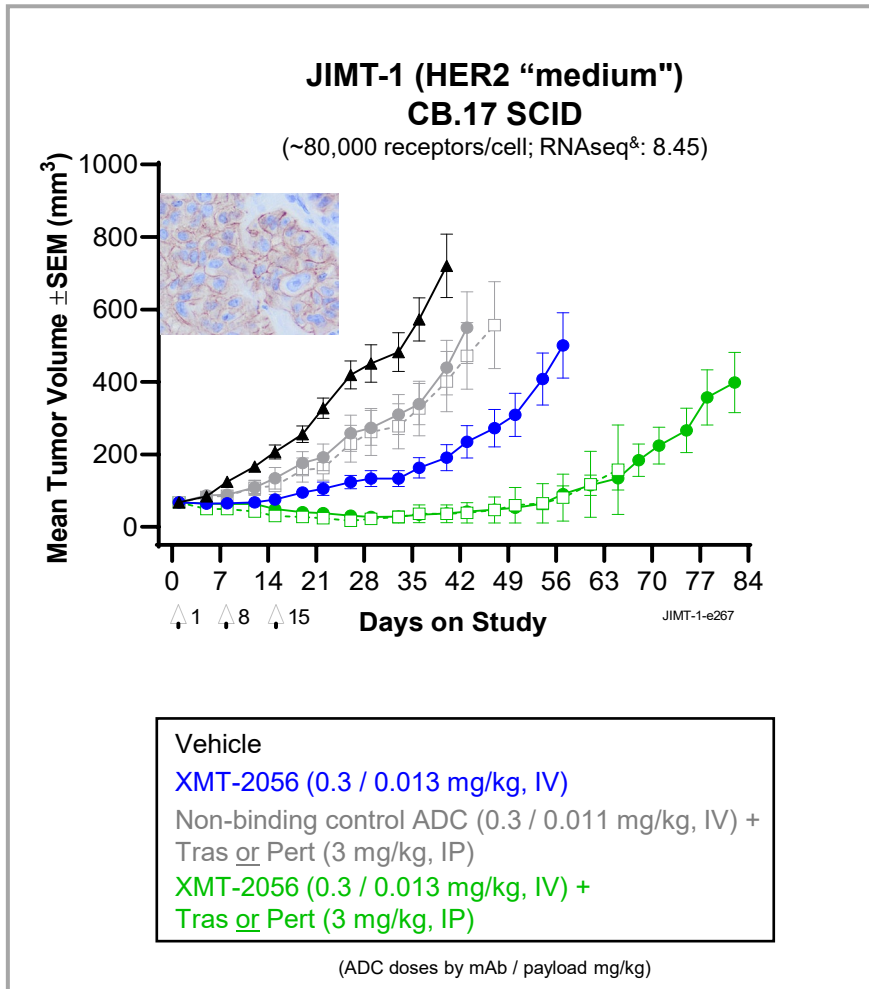 JIMT-1 (HER2 “medium")
CB.17 SCID
(~80,000 receptors/cell; RNAseq&: 8.45)
Mean Tumor Volume ±SEM (mm3)
1000
800
600
400
200
0
0 7 14 21 28 35 42 49 56 63 70 77 84
1 8 15
Days on Study
JIMT-1-e267
Vehicle
XMT-2056 (0.3 / 0.013 mg/kg, IV)
Non-binding control ADC (0.3 / 0.011 mg/kg, IV) +
Tras or Pert (3 mg/kg, IP)
XMT-2056 (0.3 / 0.013 mg/kg, IV) +
Tras or Pert (3 mg/kg, IP)
(ADC doses by mAb / payload mg/kg)